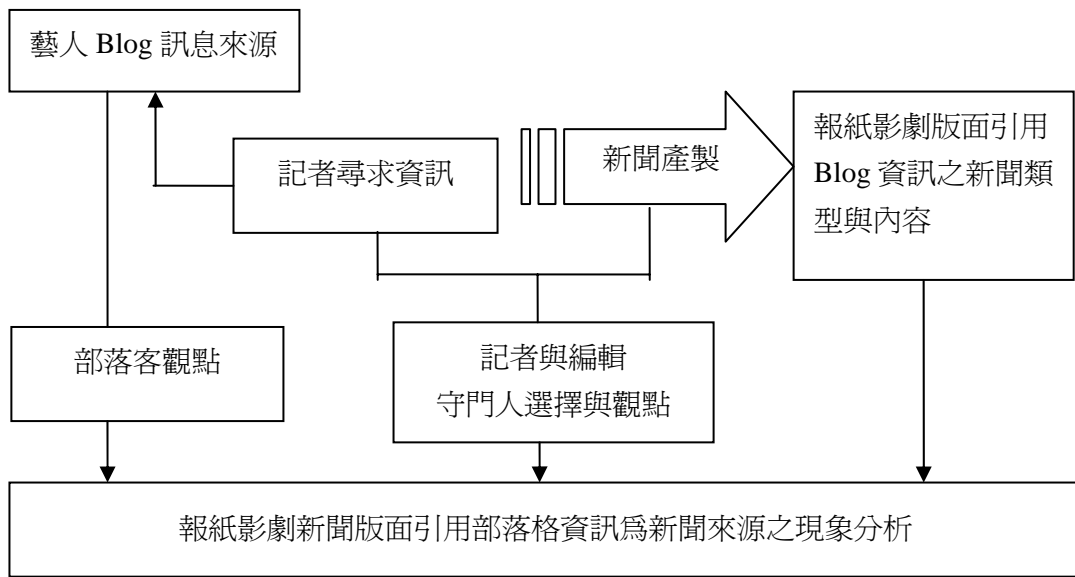 藝人 Blog 訊息來源
記者尋求資訊
新聞產製
報紙影劇版面引用
Blog 資訊之新聞類
型與內容
部落客觀點
記者與編輯
守門人選擇與觀點
報紙影劇新聞版面引用部落格資訊為新聞來源之現象分析